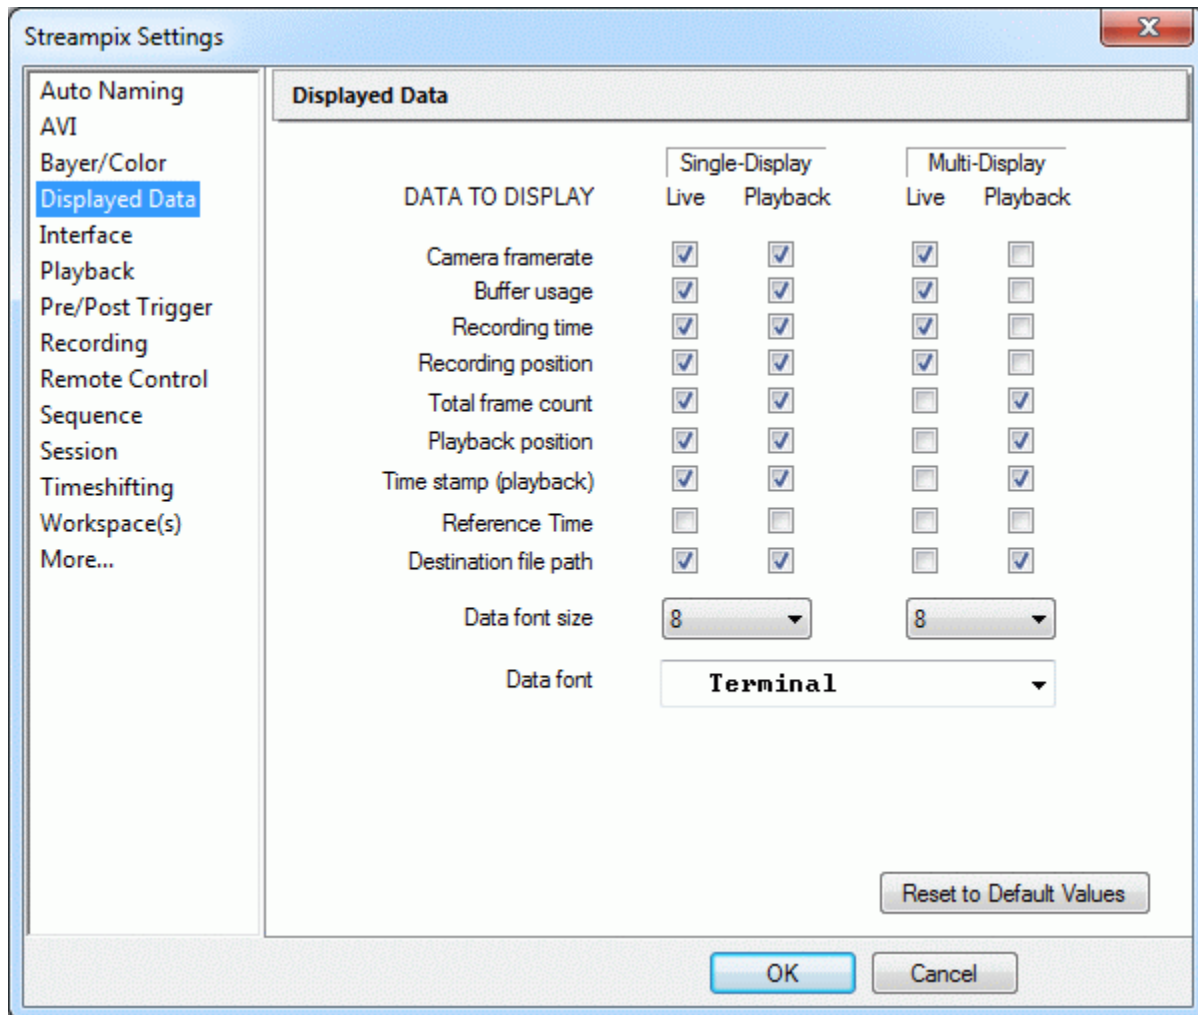 Streampix Settings
Auto Naming
AVI
Bayer/Color
Displayed Data
Interface
Playback
Pre/Post Trigger
Recording
Remote Control
Sequence
Session
Timeshifting
Workspace(s)
More...
Displayed Data
Single-Display Multi-Display
DATA TO DISPLAY Live Playback Live Playback
Camera framerate
Buffer usage
Recording time
Recording position
Total frame count
Playback position
Time stamp (playback)
Reference Time
Destination file path
Data font size 8 8
Data font Terminal
Reset to Default Values
OK Cancel